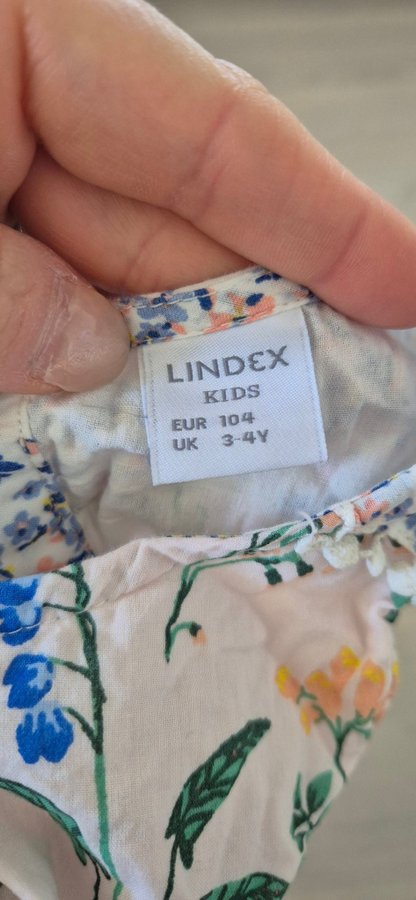 LINDEX
KIDS
EUR 104
UK 3-4Y